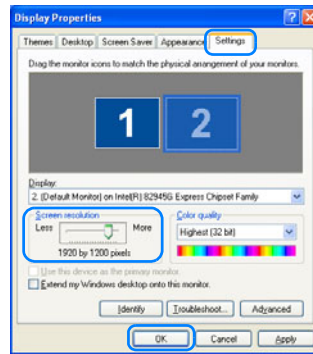 Display Properties
Themes Desktop Screen Saver Appearance Settings
Drag the monitor icons to match the physical arrangement of your monitors.
1 2
Display:
2. (Default Monitor) on Intel(R) 82945G Express Chipset Family
Screen resolution
Less More
1920 by 1200 pixels
Color quality
Highest (32 bit)
Use this device as the primary monitor.
Extend my Windows desktop onto this monitor.
Identify Troubleshoot... Advanced
OK Cancel Apply